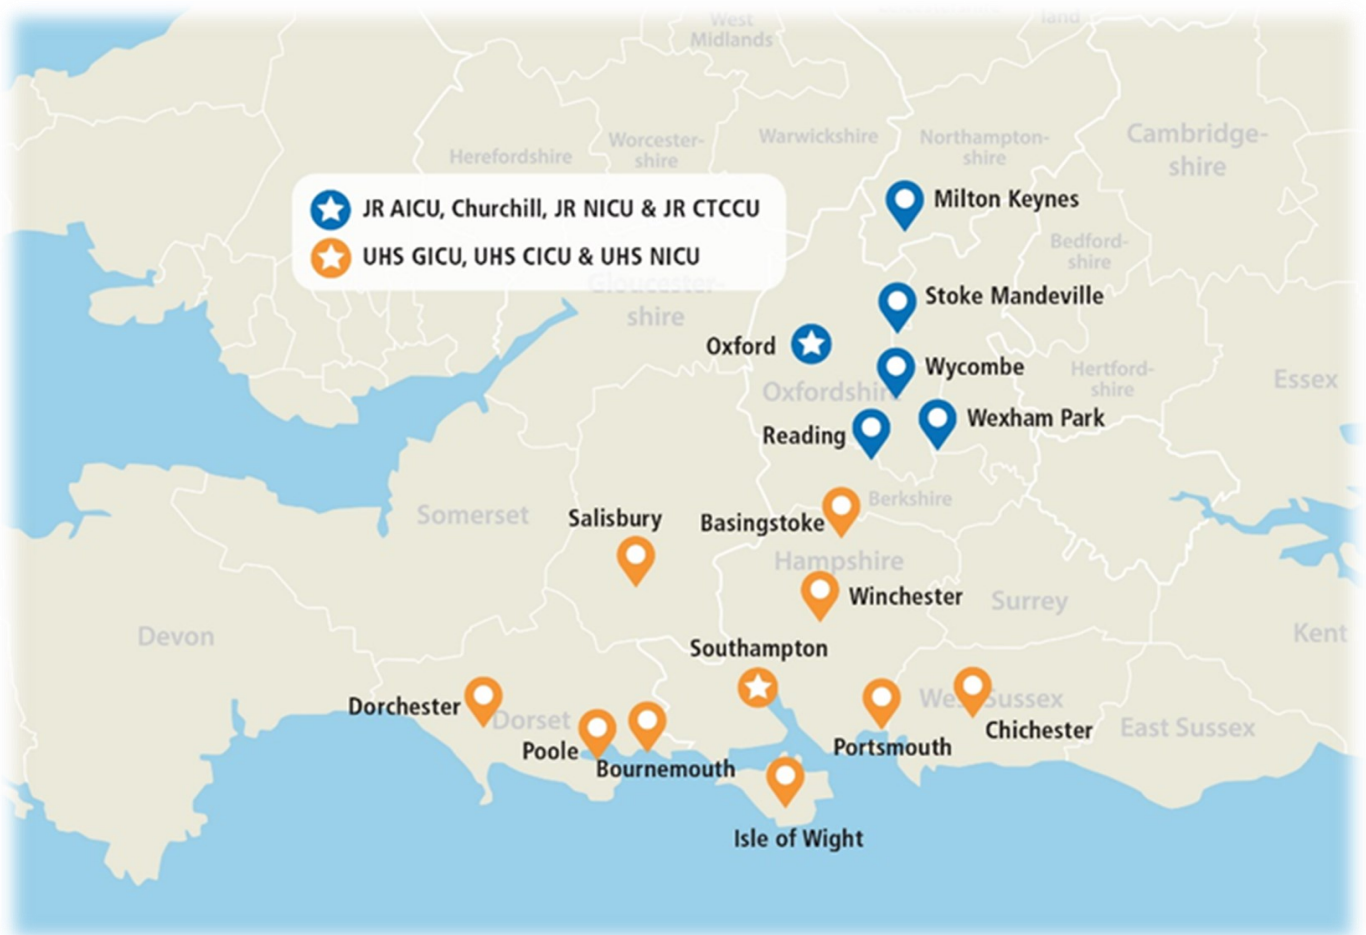 West
Midlands
land
Cambridge-
shire
Worcester-
shire
Warwickshire
Northampton-
shire
Herefordshire
JR AICU, Churchill, JR NICU & JR CTCCU
UHS GICU, UHS CICU & UHS NICU
Milton Keynes
Bedford-
shire
Gloucester-
shire
Stoke Mandeville
Oxford
Wycombe
Oxfordshire
Hertford-
shire
Essex
Reading
Wexham Park
Somerset
Salisbury
Basingstoke
Berkshire
Hampshire
Winchester
Surrey
Devon
Kent
Southampton
Dorchester
Dorset
West Sussex
Poole
Bournemouth
Portsmouth
Chichester
East Sussex
Isle of Wight